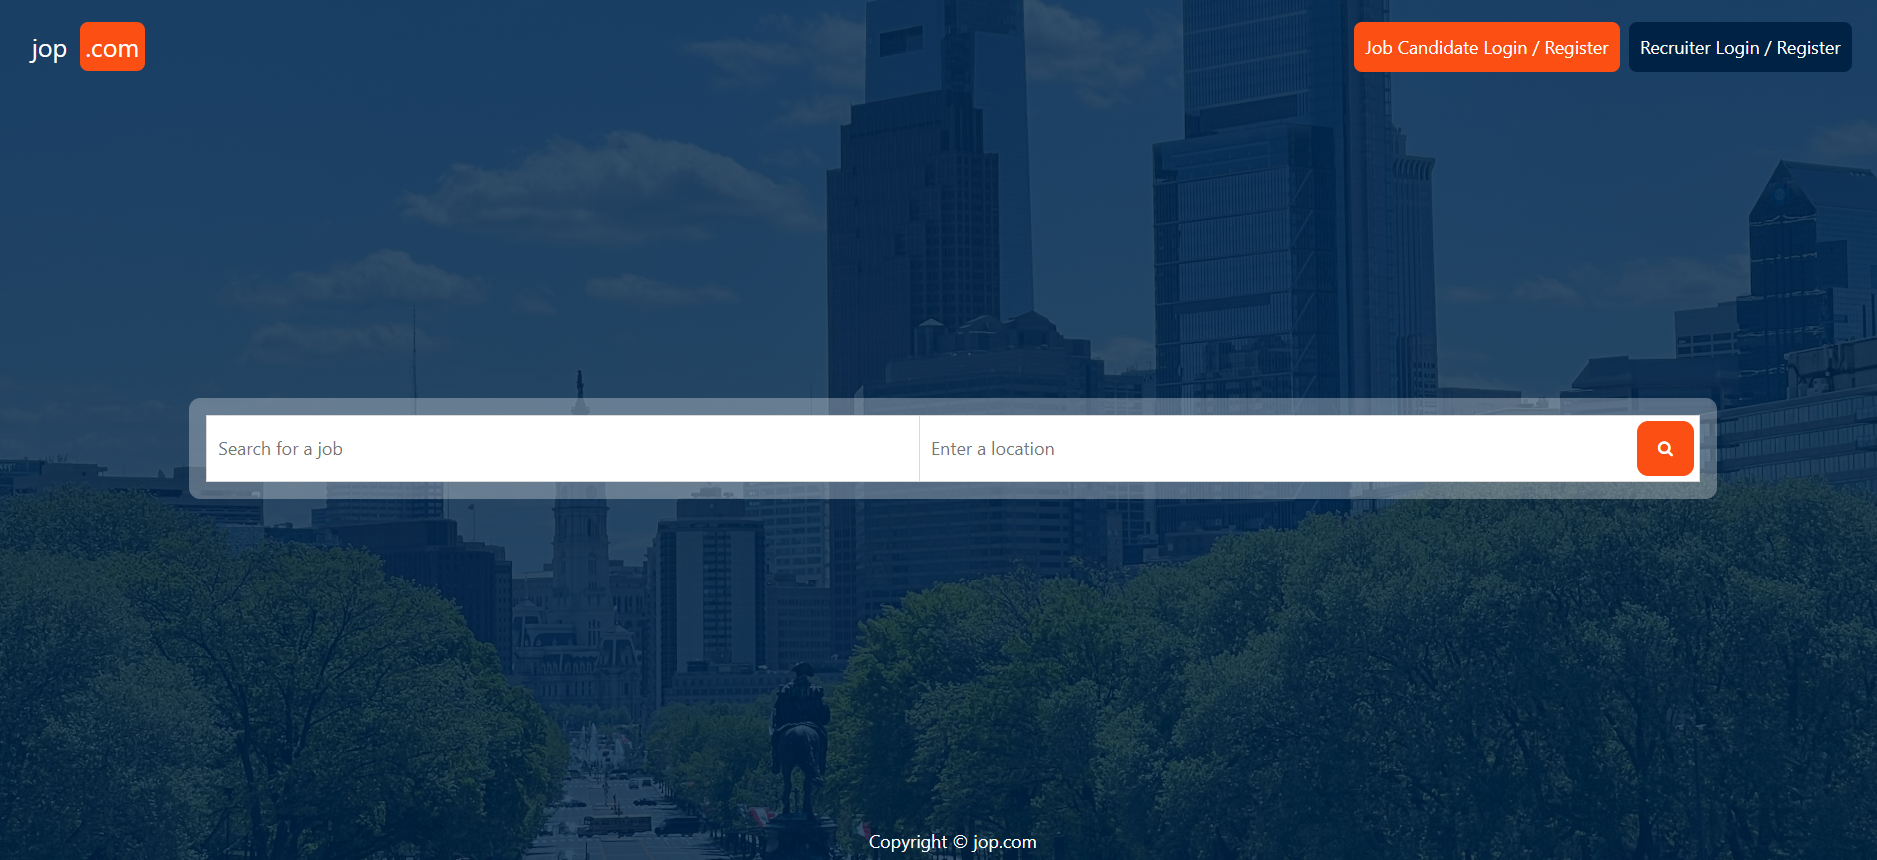 jop .com
Job Candidate Login / Register
Recruiter Login / Register
Search for a job
Enter a location
Copyright © jop.com